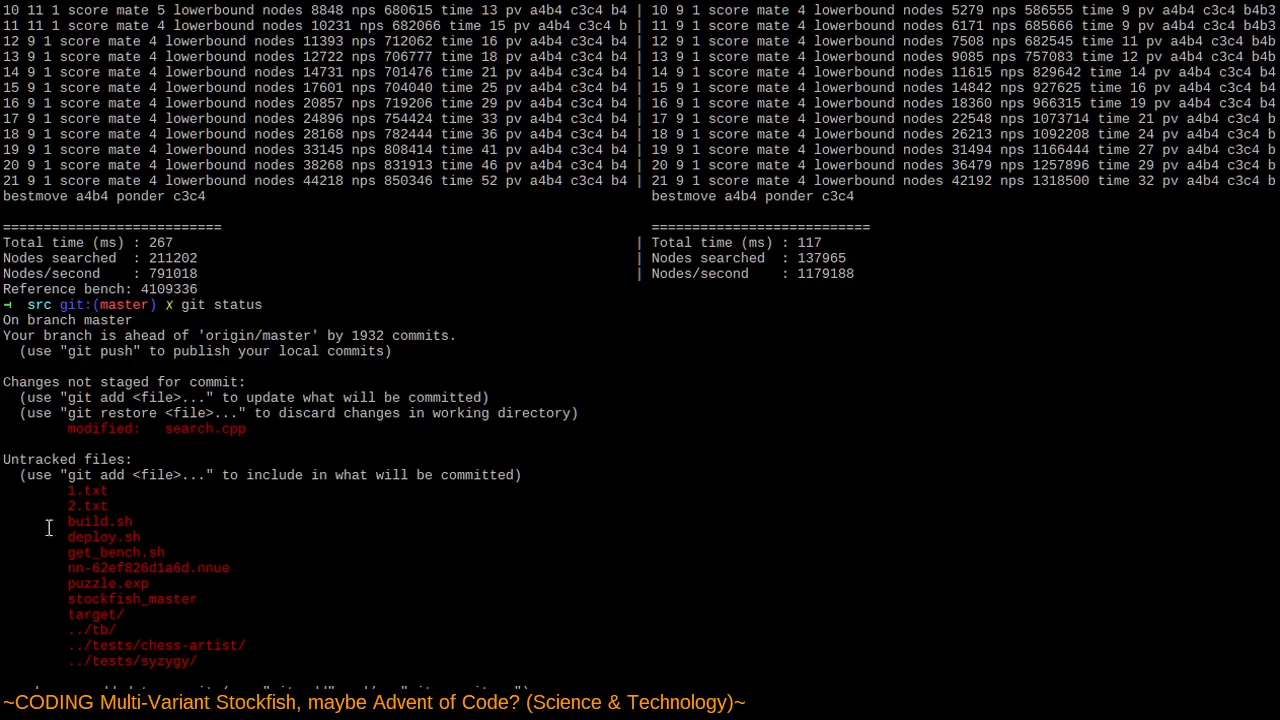 10 11 1 score mate 5 lowerbound nodes 8848 nps 680615 time 13 pv a4b4 c3c4 b4 | 10 9 1 score mate 4 lowerbound nodes 5279 nps 586555 time 9 pv a4b4 c3c4 b4b3
11 11 1 score mate 4 lowerbound nodes 10231 nps 682066 time 15 pv a4b4 c3c4 b | 11 9 1 score mate 4 lowerbound nodes 6171 nps 685666 time 9 pv a4b4 c3c4 b4b3
12 9 1 score mate 4 lowerbound nodes 11393 nps 712062 time 16 pv a4b4 c3c4 b4 | 12 9 1 score mate 4 lowerbound nodes 7508 nps 682545 time 11 pv a4b4 c3c4 b4b
13 9 1 score mate 4 lowerbound nodes 12722 nps 706777 time 18 pv a4b4 c3c4 b4 | 13 9 1 score mate 4 lowerbound nodes 9085 nps 757083 time 12 pv a4b4 c3c4 b4b
14 9 1 score mate 4 lowerbound nodes 14731 nps 701476 time 21 pv a4b4 c3c4 b4 | 14 9 1 score mate 4 lowerbound nodes 11615 nps 829642 time 14 pv a4b4 c3c4 b4
15 9 1 score mate 4 lowerbound nodes 17601 nps 704040 time 25 pv a4b4 c3c4 b4 | 15 9 1 score mate 4 lowerbound nodes 14842 nps 927625 time 16 pv a4b4 c3c4 b4
16 9 1 score mate 4 lowerbound nodes 20857 nps 719206 time 29 pv a4b4 c3c4 b4 | 16 9 1 score mate 4 lowerbound nodes 18360 nps 966315 time 19 pv a4b4 c3c4 b4
17 9 1 score mate 4 lowerbound nodes 24896 nps 754424 time 33 pv a4b4 c3c4 b4 | 17 9 1 score mate 4 lowerbound nodes 22548 nps 1073714 time 21 pv a4b4 c3c4 b
18 9 1 score mate 4 lowerbound nodes 28168 nps 782444 time 36 pv a4b4 c3c4 b4 | 18 9 1 score mate 4 lowerbound nodes 26213 nps 1092208 time 24 pv a4b4 c3c4 b
19 9 1 score mate 4 lowerbound nodes 33145 nps 808414 time 41 pv a4b4 c3c4 b4 | 19 9 1 score mate 4 lowerbound nodes 31494 nps 1166444 time 27 pv a4b4 c3c4 b
20 9 1 score mate 4 lowerbound nodes 38268 nps 831913 time 46 pv a4b4 c3c4 b4 | 20 9 1 score mate 4 lowerbound nodes 36479 nps 1257896 time 29 pv a4b4 c3c4 b
21 9 1 score mate 4 lowerbound nodes 44218 nps 850346 time 52 pv a4b4 c3c4 b4 | 21 9 1 score mate 4 lowerbound nodes 42192 nps 1318500 time 32 pv a4b4 c3c4 b
bestmove a4b4 ponder c3c4 bestmove a4b4 ponder c3c4
=========================== ===========================
Total time (ms) : 267 | Total time (ms) : 117
Nodes searched : 211202 | Nodes searched : 137965
Nodes/second : 791018 | Nodes/second : 1179188
Reference bench: 4109336
src git:(master) ✗ git status
On branch master
Your branch is ahead of 'origin/master' by 1932 commits.
(use "git push" to publish your local commits)
Changes not staged for commit:
(use "git add <file>..." to update what will be committed)
(use "git restore <file>..." to discard changes in working directory)
modified: search.cpp
Untracked files:
(use "git add <file>..." to include in what will be committed)
1.txt
2.txt
build.sh
deploy.sh
get_bench.sh
nn-62ef826d1a6d.nnue
puzzle.exp
stockfish_master
target/
../tb/
../tests/chess-artist/
../tests/syzygy/
~CODING Multi-Variant Stockfish, maybe Advent of Code? (Science & Technology)~